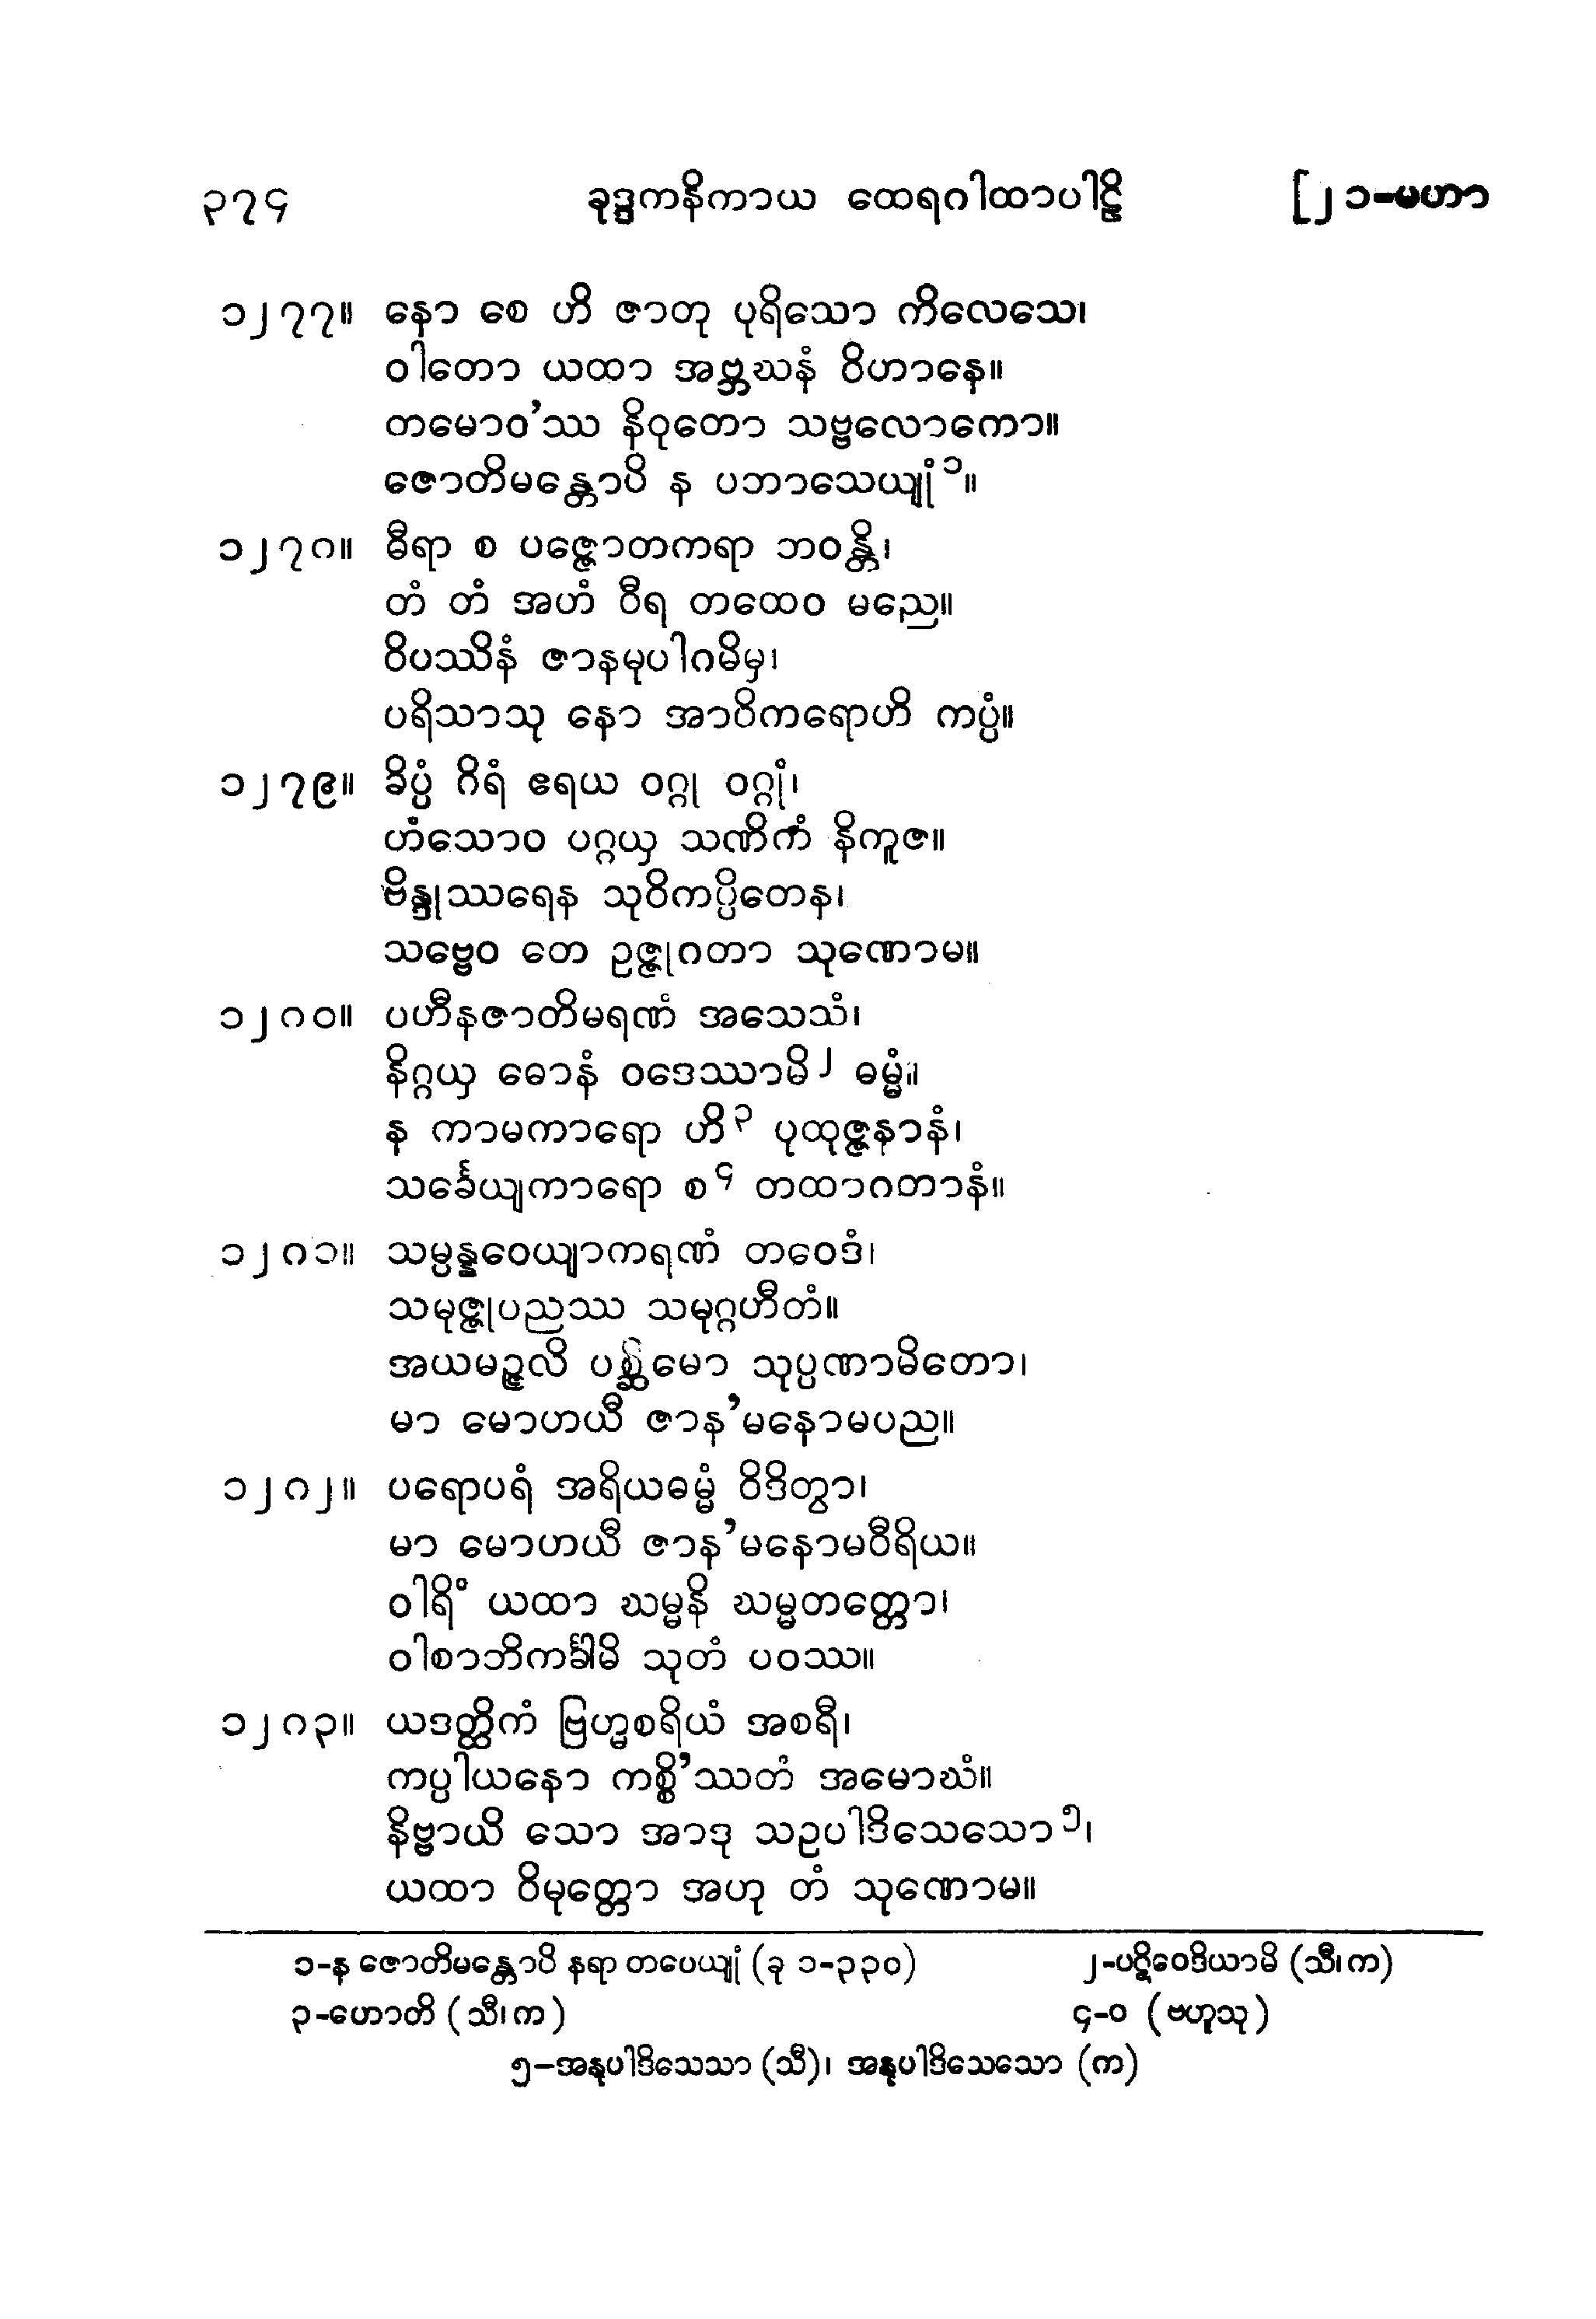 ၃၇၄ ခုဒ္ဒကနိကာယ ထေရဂါထာပါဠိ [၂၁-မဟာ
၁၂၇၇။ နော စေ ဟိ ဇာတု ပုရိသော ကိလေသေ၊
ဝါတော ယထာ အဗ္ဘဃနံ ဝိဟာနေ။
တမောဝ’ဿ နိဝုတော သဗ္ဗလောကော။
ဇောတိမန္တောပိ န ပဘာသေယျုံ၁။
၁၂၇၈။ ဓီရာ စ ပဇ္ဇောတကရာ ဘဝန္တိ၊
တံ တံ အဟံ ဝီရ တထေဝ မညေ။
ဝိပဿိနံ ဇာနမုပါဂမိမှ၊
ပရိသာသု နော အာဝိကရောဟိ ကပ္ပံ။
၁၂၇၉။ ခိပ္ပံ ဂိရံ ဧရယ ဝဂ္ဂု ဝဂ္ဂုံ၊
ဟံသောဝ ပဂ္ဂယှ သဏိကံ နိကူဇ။
ဗိန္ဒုဿရေန သုဝိကပ္ပိတေန၊
သဗ္ဗေဝ တေ ဥဇ္ဇုဂတာ သုဏောမ။
၁၂၈၀။ ပဟီနဇာတိမရဏံ အသေသံ၊
နိဂ္ဂယှ ဓောနံ ဝဒေဿာမိ၂ ဓမ္မံ။
န ကာမကာရော ဟိ၃ ပုထုဇ္ဇနာနံ၊
သင်္ခေယျကာရော စ၄ တထာဂတာနံ။
၁၂၈၁။ သမ္ပန္နဝေယျာကရဏံ တဝေဒံ၊
သမုဇ္ဇုပညဿ သမုဂ္ဂဟီတံ။
အယမဉ္ဇလိ ပစ္ဆိမော သုပ္ပဏာမိတော၊
မာ မောဟယီ ဇာန’မနောမပည။
၁၂၈၂။ ပရောပရံ အရိယဓမ္မံ ဝိဒိတွာ၊
မာ မောဟယီ ဇာန’မနောမဝီရိယ။
ဝါရိံ ယထာ ဃမ္မနိ ဃမ္မတတ္တော၊
ဝါစာဘိကင်္ခါမိ သုတံ ပဝဿ။
၁၂၈၃။ ယဒတ္ထိကံ ဗြဟ္မစရိယံ အစရီ၊
ကပ္ပါယနော ကစ္စိ’ဿတံ အမောဃံ။
နိဗ္ဗာယိ သော အာဒု သဥပါဒိသေသော၅၊
ယထာ ဝိမုတ္တော အဟု တံ သုဏောမ။
၁-န ဇောတိမန္တောပိ နရာ တပေယျုံ (ခု ၁-၃၃၀) ၂-ပဋိဝေဒိယာမိ (သီ၊က)
၃-ဟောတိ (သီ၊က) ၄-ဝ (ဗဟူသု)
၅-အနုပါဒိသေသာ (သီ)၊ အနုပါဒိသေသော (က)